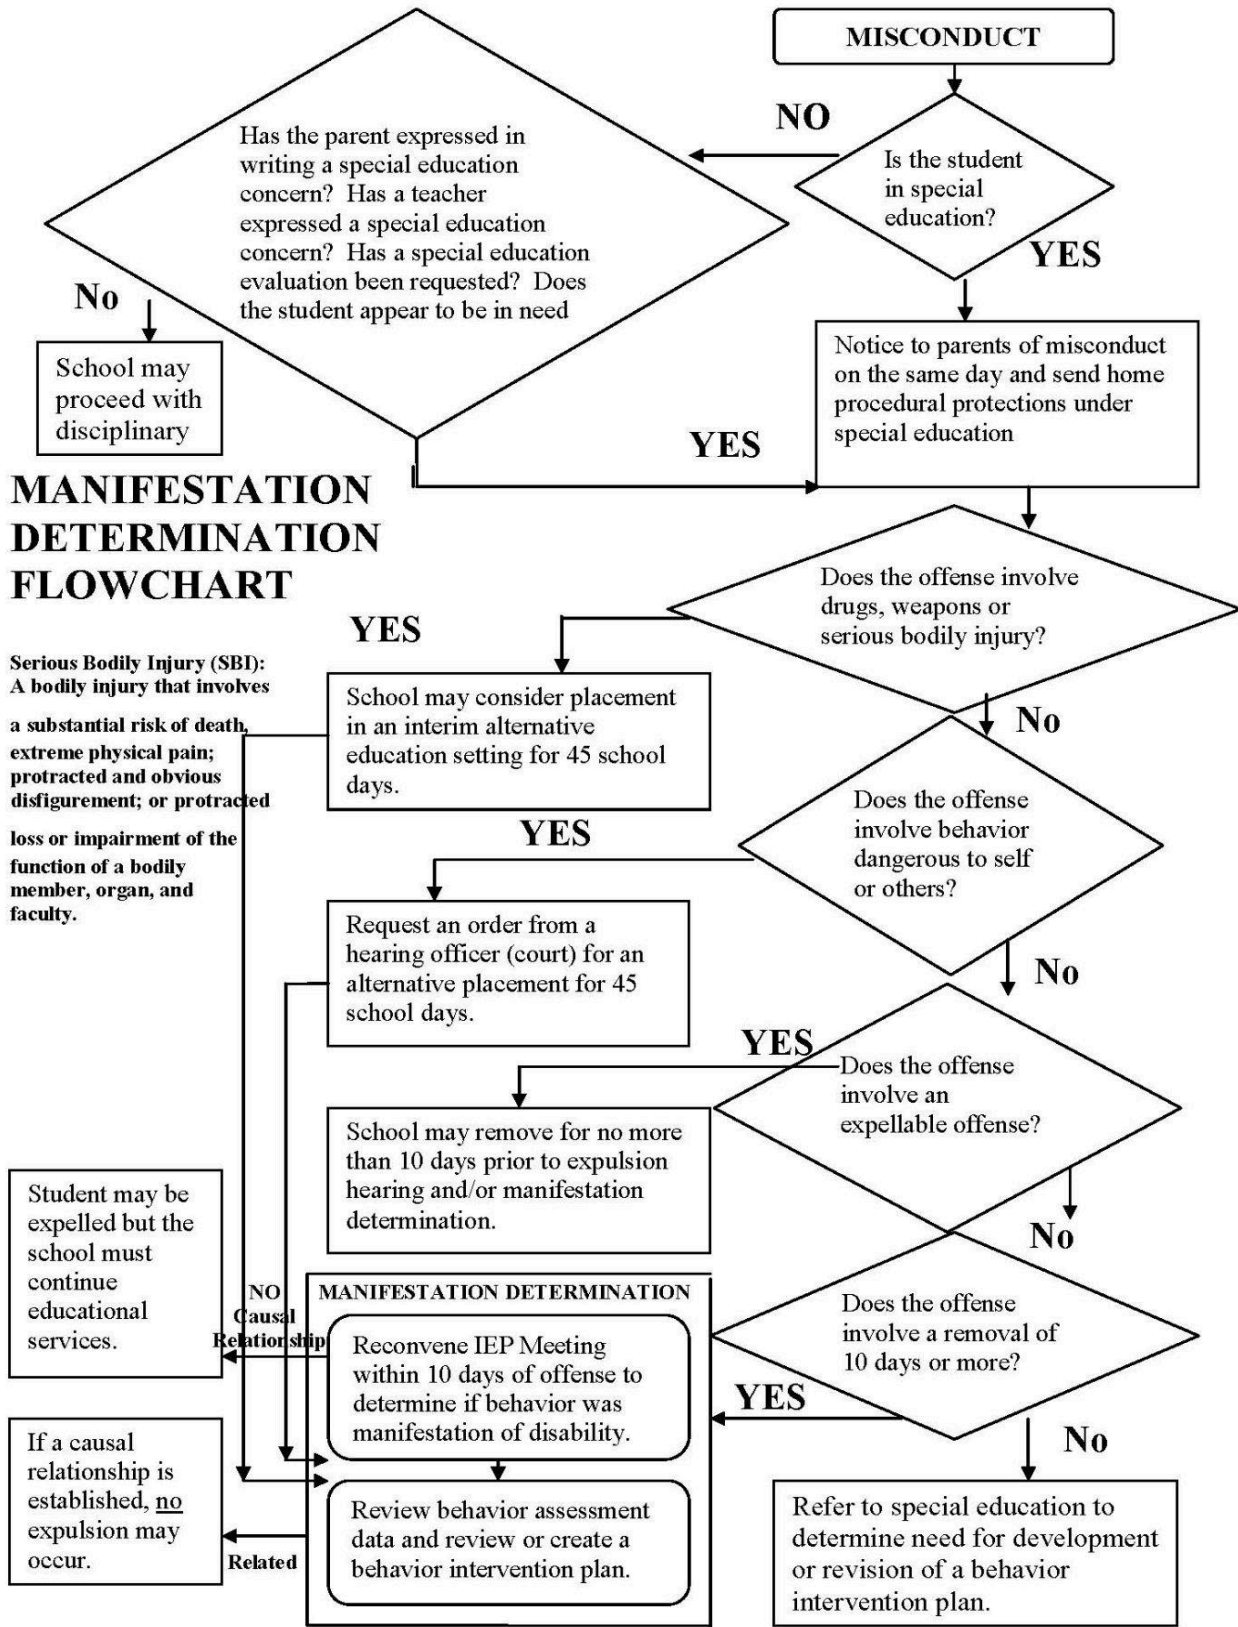 MISCONDUCT
NO
Is the student
in special
education?
YES
Has the parent expressed in
writing a special education
concern?  Has a teacher
expressed a special education
concern?  Has a special education
evaluation been requested?  Does
the student appear to be in need
No
School may
proceed with
disciplinary
YES
Notice to parents of misconduct
on the same day and send home
procedural protections under
special education
MANIFESTATION
DETERMINATION
FLOWCHART
Serious Bodily Injury (SBI):
A bodily injury that involves
a substantial risk of death,
extreme physical pain;
protracted and obvious
disfigurement; or protracted
loss or impairment of the
function of a bodily
member, organ, and
faculty.
Does the offense involve
drugs, weapons or
serious bodily injury?
YES
School may consider placement
in an interim alternative
education setting for 45 school
days.
No
Does the offense
involve behavior
dangerous to self
or others?
YES
Request an order from a
hearing officer (court) for an
alternative placement for 45
school days.
No
Does the offense
involve an
expellable offense?
YES
School may remove for no more
than 10 days prior to expulsion
hearing and/or manifestation
determination.
No
Does the offense
involve a removal of
10 days or more?
YES
No
Refer to special education to
determine need for development
or revision of a behavior
intervention plan.
MANIFESTATION DETERMINATION
Reconvene IEP Meeting
within 10 days of offense to
determine if behavior was
manifestation of disability.
Review behavior assessment
data and review or create a
behavior intervention plan.
NO
Causal
Relationship
Student may be
expelled but the
school must
continue
educational
services.
Related
If a causal
relationship is
established, no
expulsion may
occur.